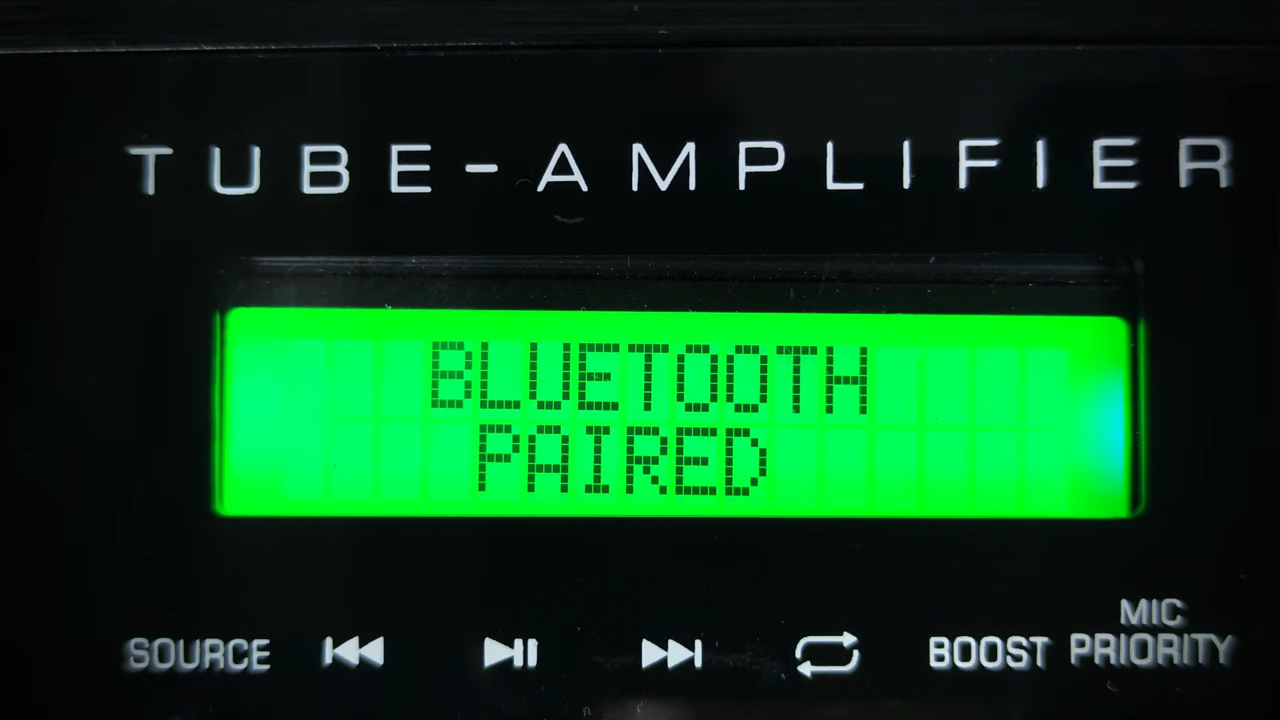 TUBE-AMPLIFIER
BLUETOOTH
PAIRED
SOURCE BOOST MIC PRIORITY